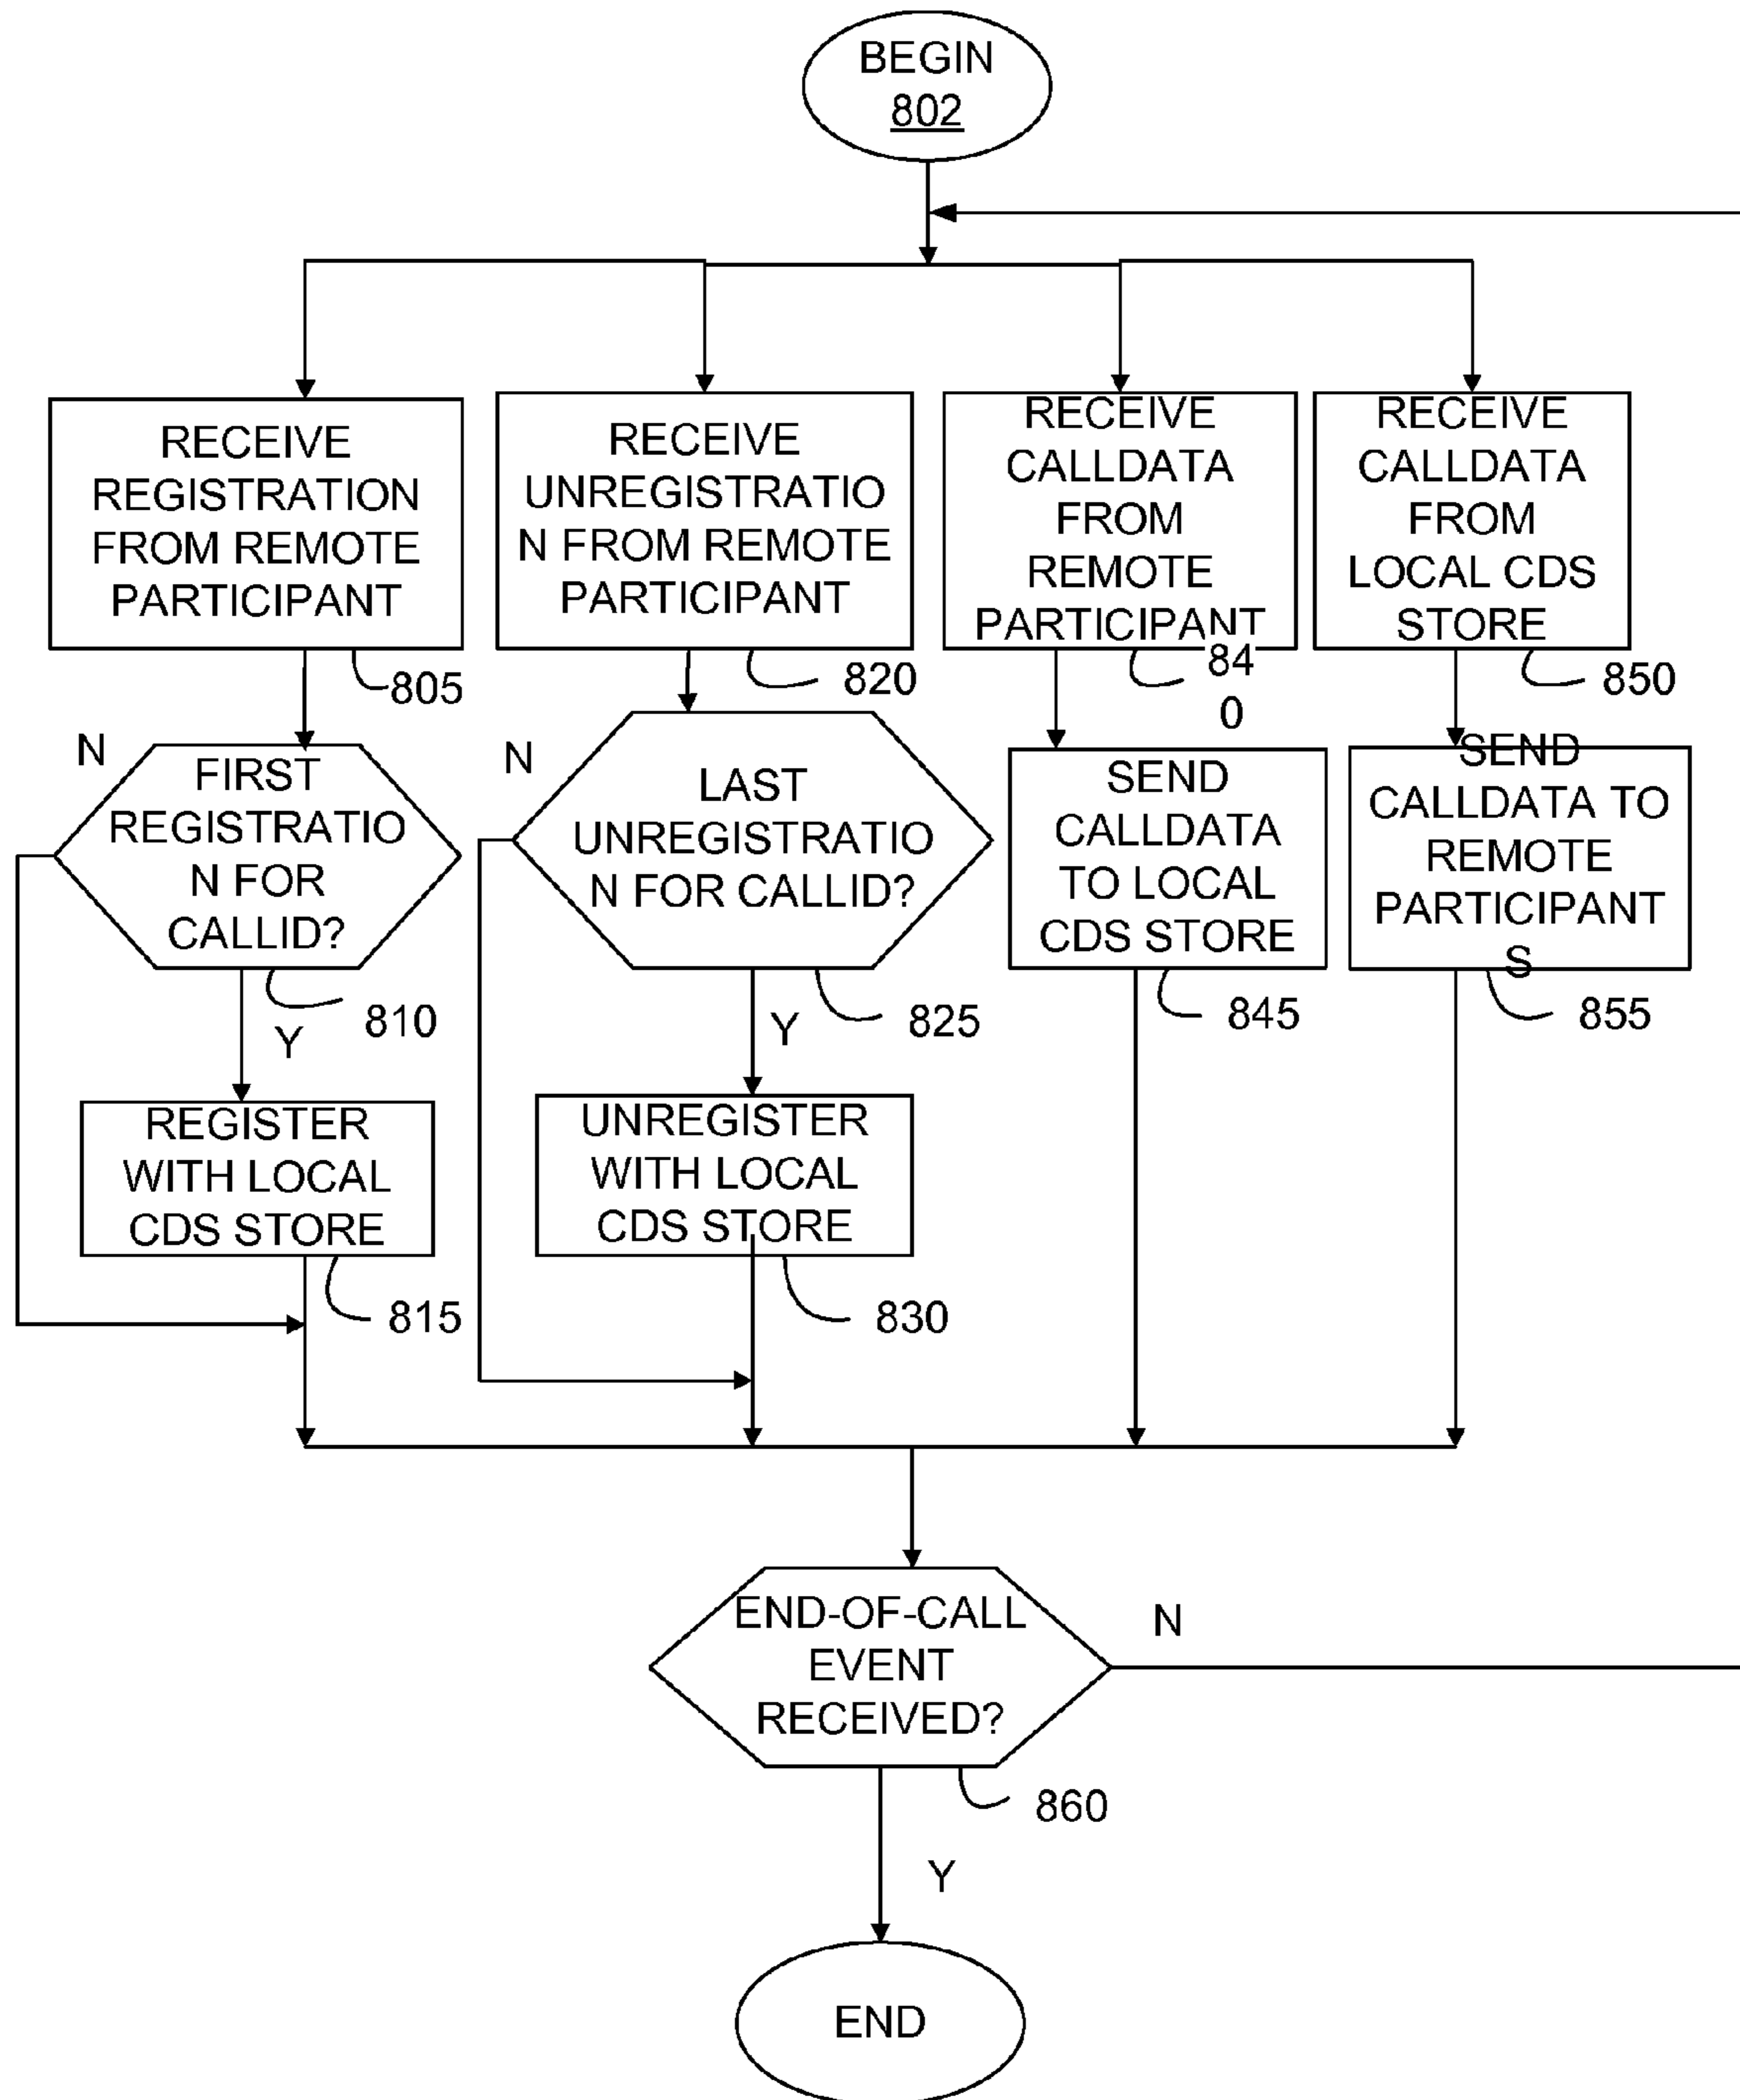 BEGIN
802
RECEIVE
REGISTRATION
FROM REMOTE
PARTICIPANT
805
RECEIVE
UNREGISTRATIO
N FROM REMOTE
PARTICIPANT
820
RECEIVE
CALLDATA
FROM
REMOTE
PARTICIPANT
84
0
RECEIVE
CALLDATA
FROM
LOCAL CDS
STORE
850
N
FIRST
REGISTRATIO
N FOR
CALLID?
810
Y
N
LAST
UNREGISTRATIO
N FOR CALLID?
825
Y
SEND
CALLDATA
TO LOCAL
CDS STORE
845
SEND
CALLDATA TO
REMOTE
PARTICIPANT
S
855
REGISTER
WITH LOCAL
CDS STORE
815
UNREGISTER
WITH LOCAL
CDS STORE
830
END-OF-CALL
EVENT
RECEIVED?
N
860
Y
END